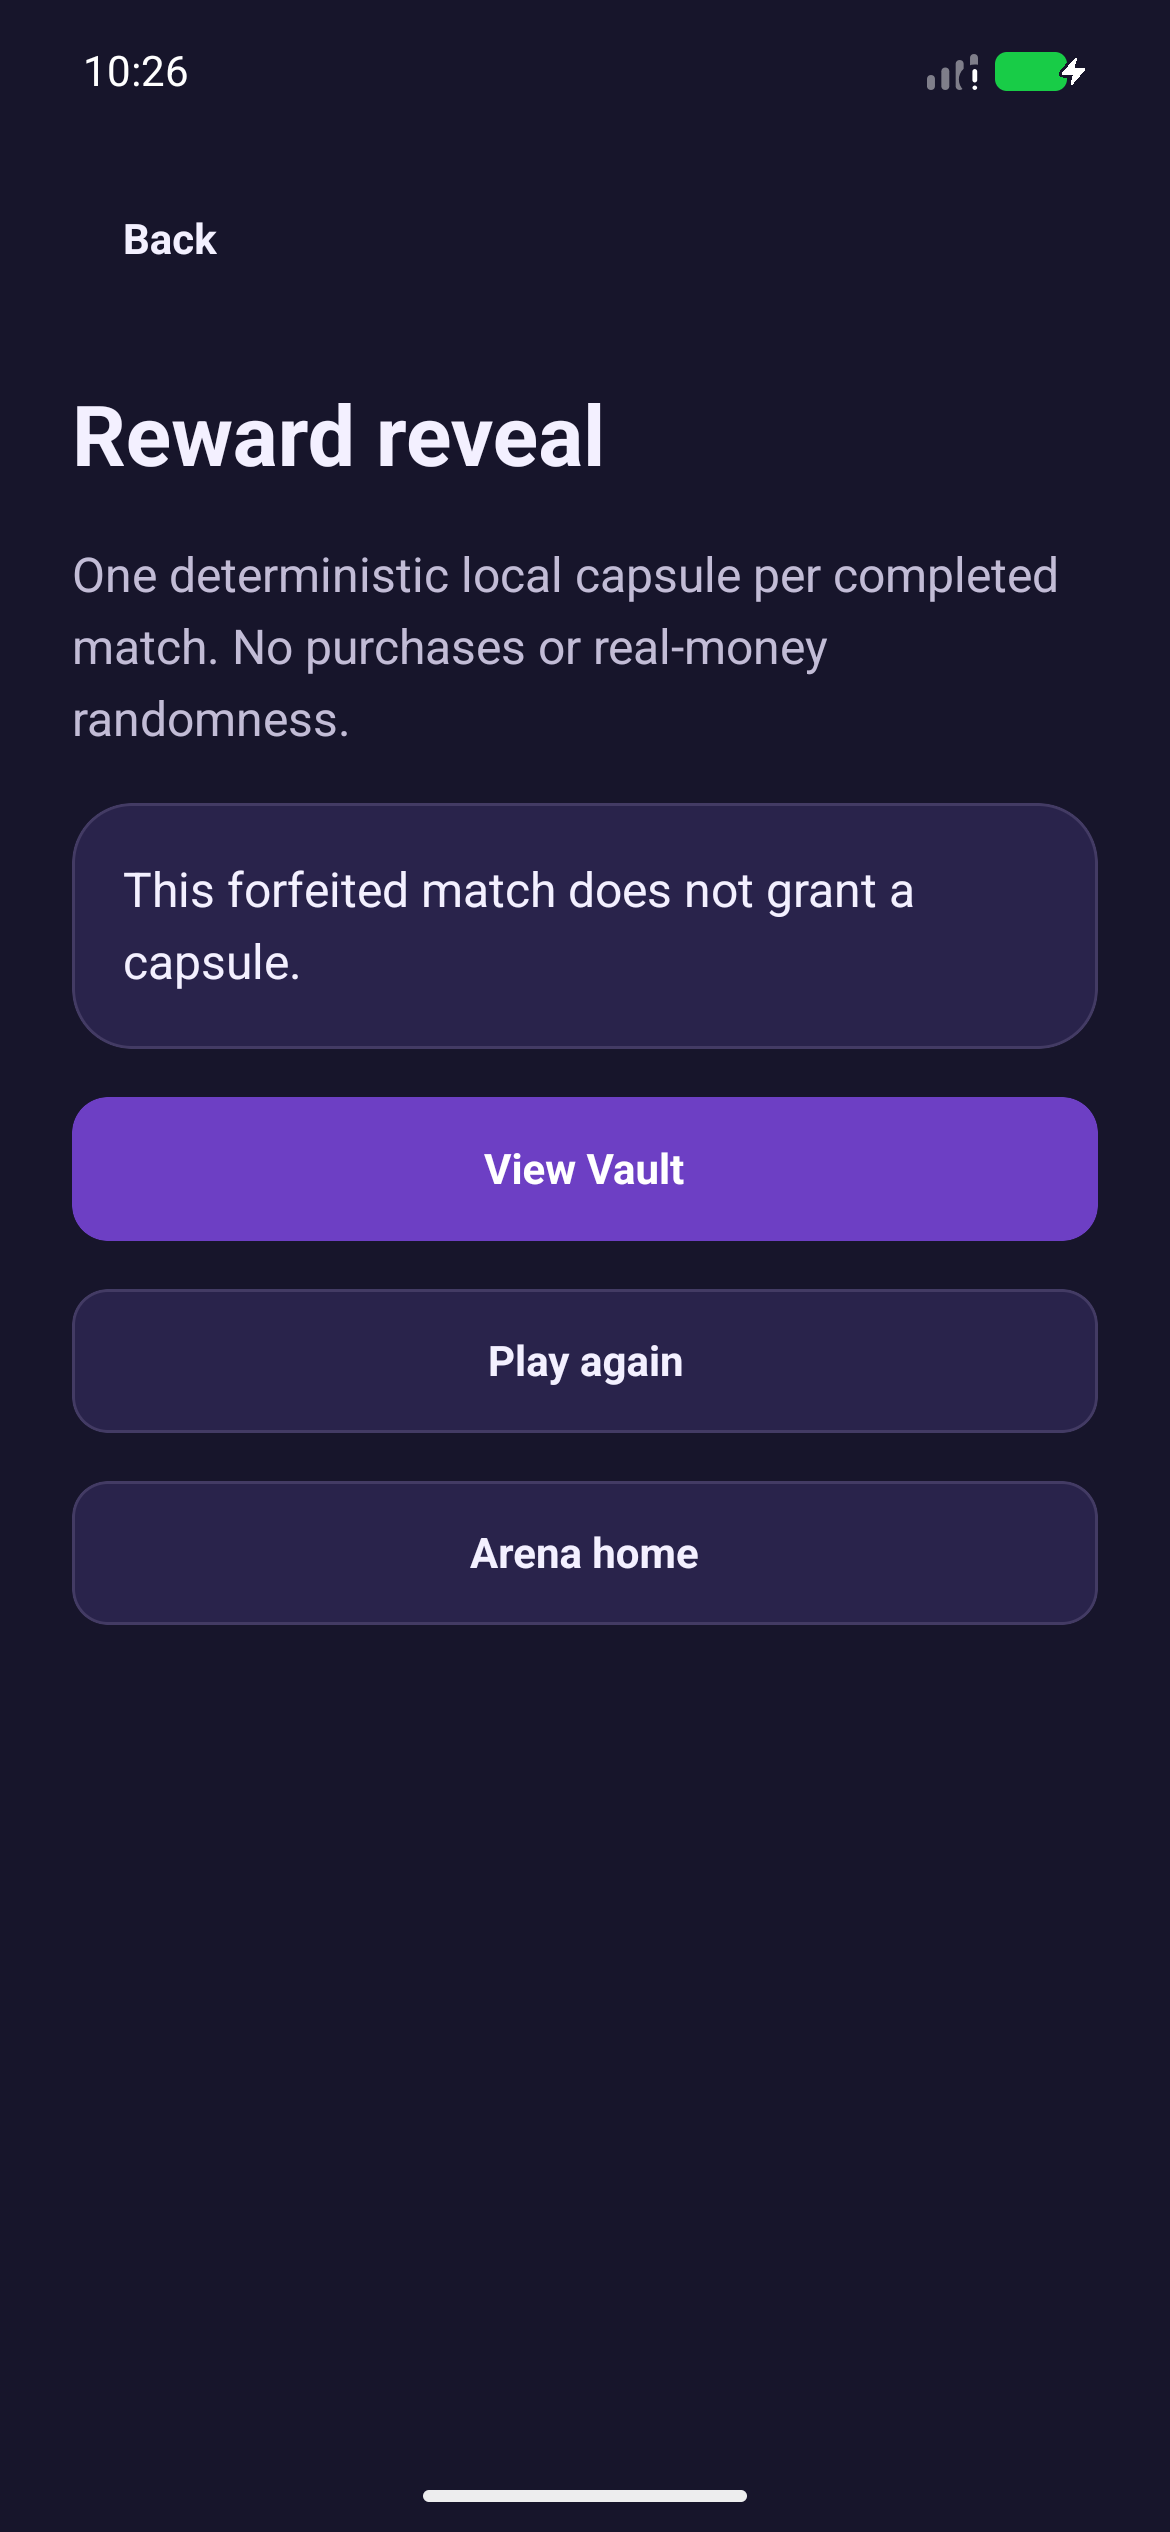 10:26
Back
Reward reveal
One deterministic local capsule per completed
match. No purchases or real-money
randomness.
This forfeited match does not grant a
capsule.
View Vault
Play again
Arena home